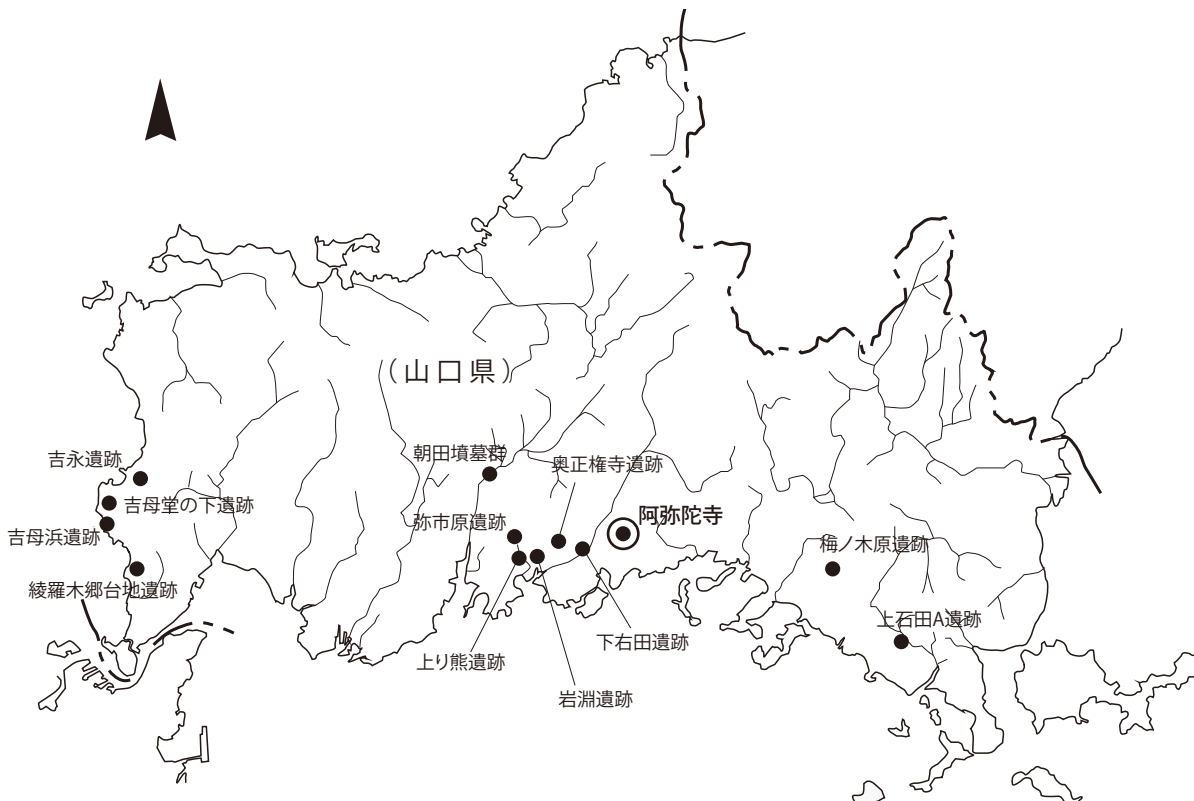 （山口県）
吉永遺跡
朝田墳墓群
奥正権寺遺跡
吉母堂の下遺跡
阿弥陀寺
弥市原遺跡
吉母浜遺跡
梅ノ木原遺跡
綾羅木郷台地遺跡
上石田A遺跡
下右田遺跡
上り熊遺跡
岩淵遺跡